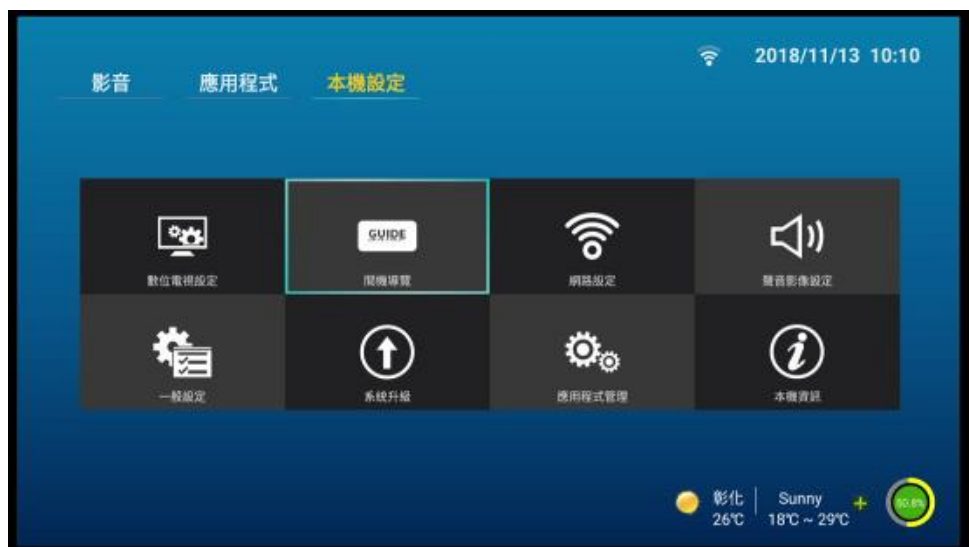 2018/11/13 10:10
影音
應用程式
本機設定
GUIDE
數位電視設定
開機導覽
網路設定
聲音影像設定
一般設定
系統升級
應用程式管理
本機資訊
彰化
26℃
Sunny
18℃ ~ 29℃
+
50.8%